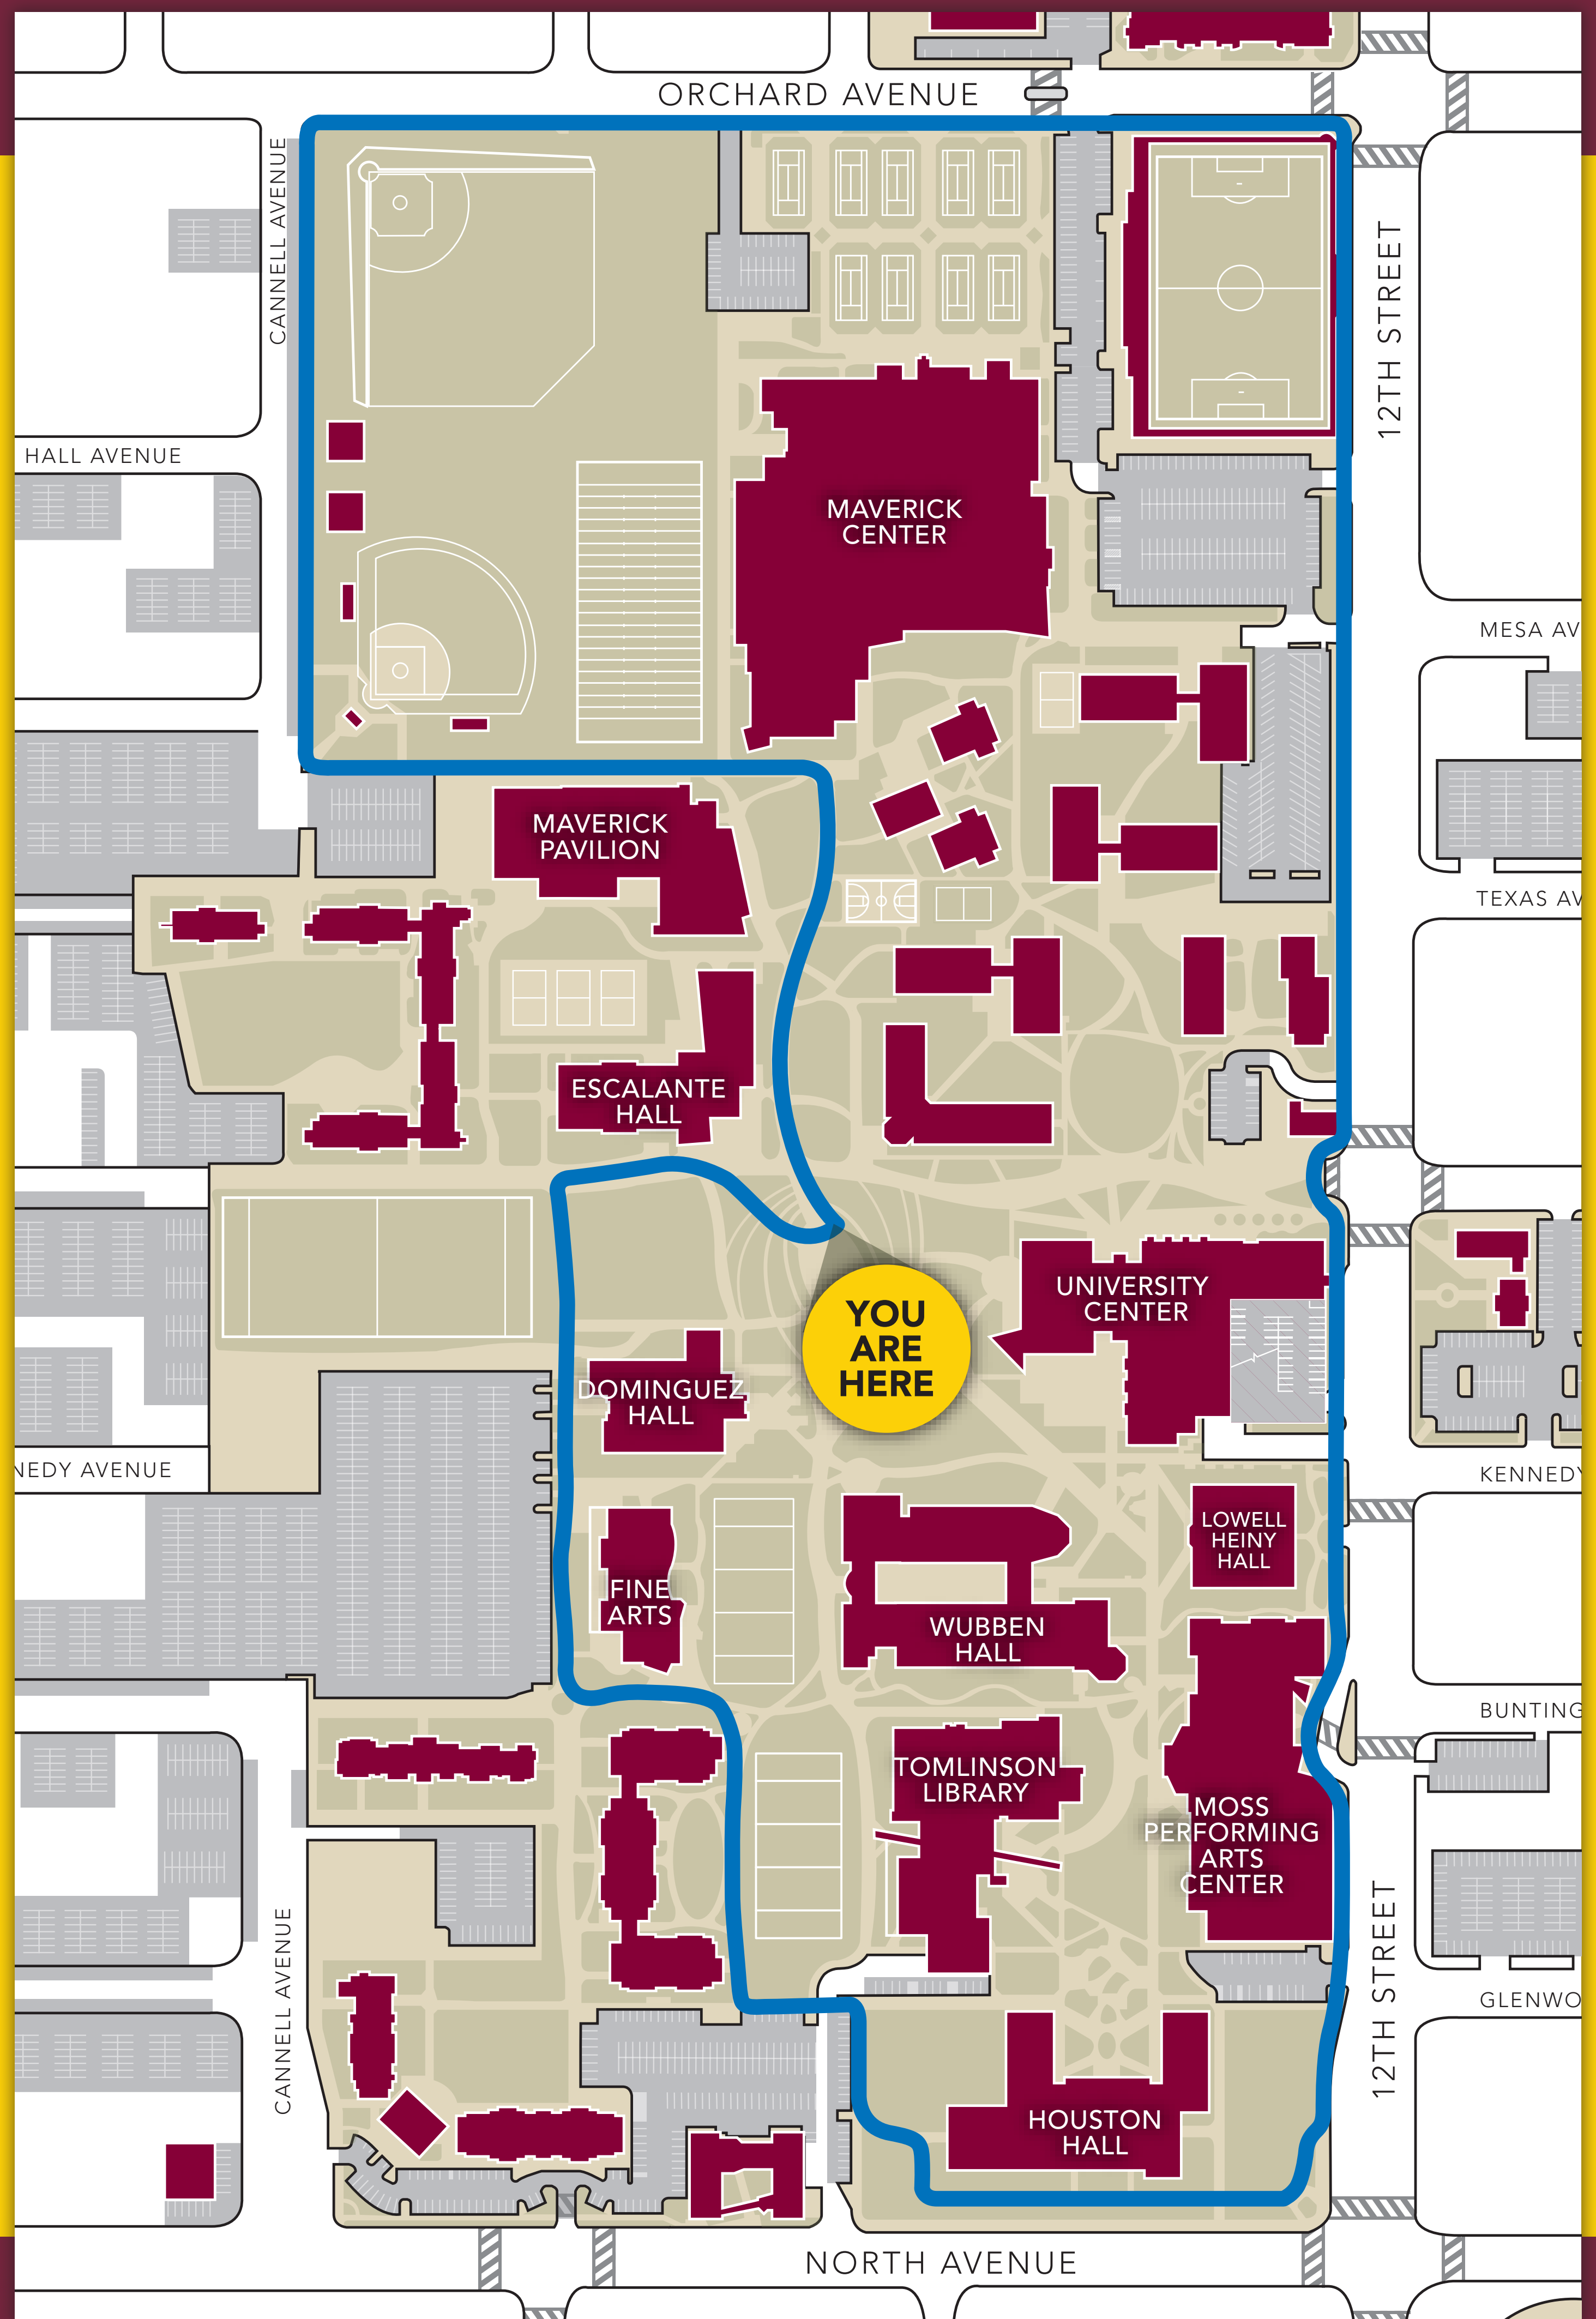 ORCHARD AVENUE
CANNELL AVENUE
12TH STREET
HALL AVENUE
MAVERICK
CENTER
MESA AV
MAVERICK
PAVILION
TEXAS AV
ESCALANTE
HALL
UNIVERSITY
CENTER
YOU
ARE
HERE
DOMINGUEZ
HALL
NEDY AVENUE
KENNEDY
LOWELL
HEINY
HALL
FINE
ARTS
WUBBEN
HALL
BUNTING
TOMLINSON
LIBRARY
MOSS
PERFORMING
ARTS
CENTER
CANNELL AVENUE
12TH STREET
GLENWO
HOUSTON
HALL
NORTH AVENUE